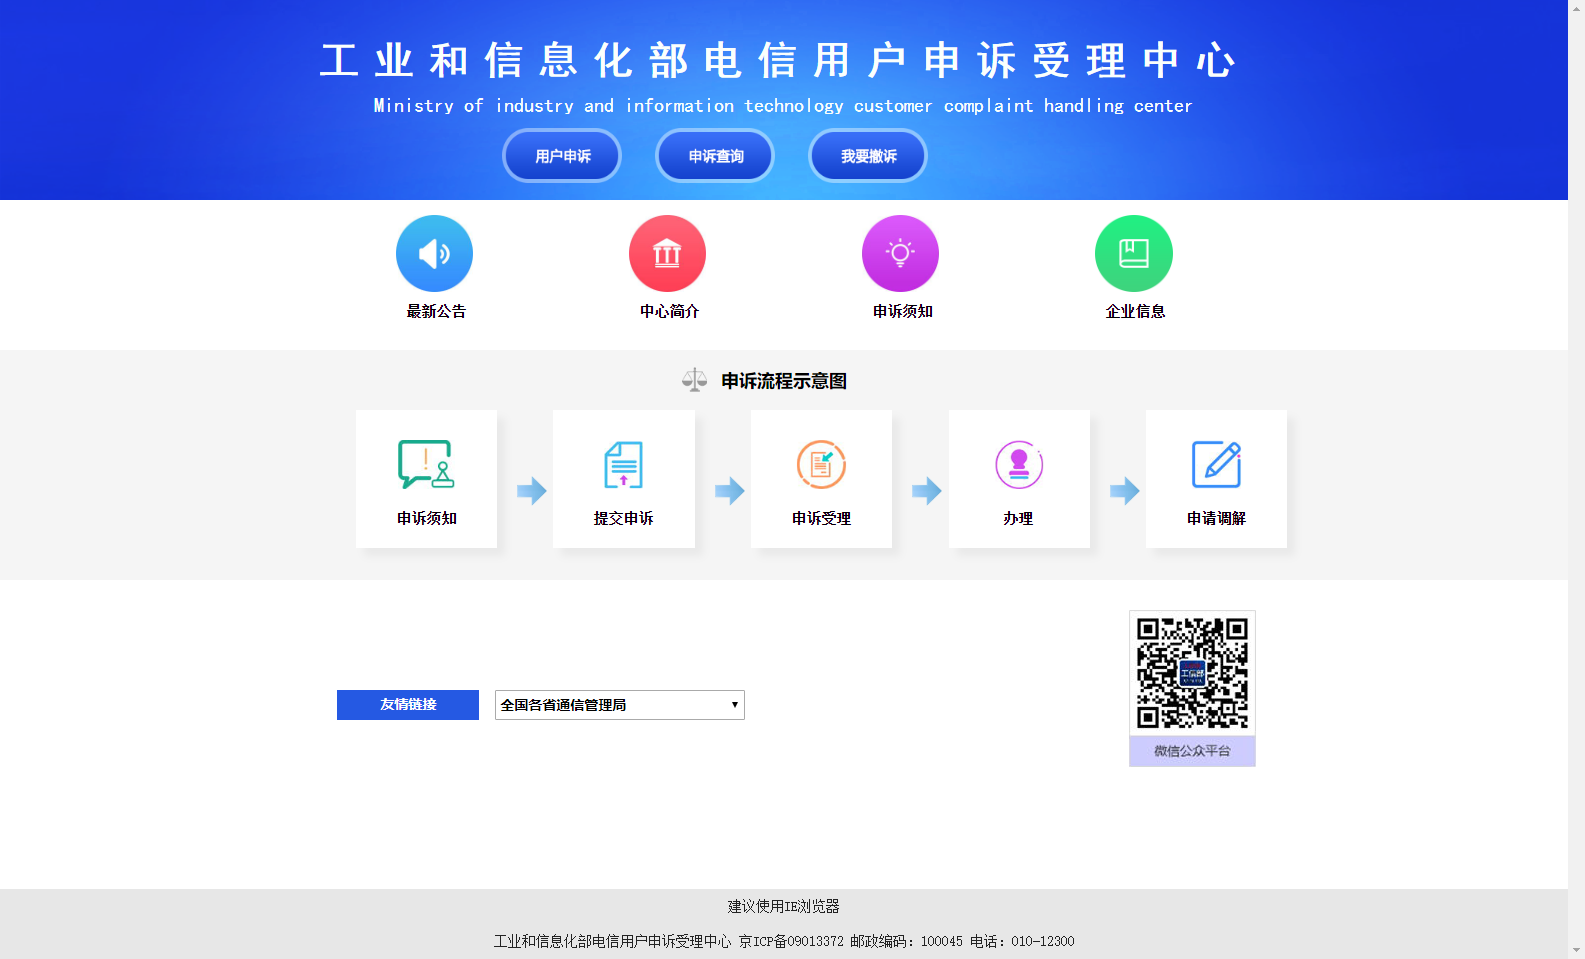 工业和信息化部电信用户申诉受理中心
Ministry of industry and information technology customer complaint handling center
用户申诉 申诉查询 我要撤诉
最新公告 中心简介 申诉须知 企业信息
申诉流程示意图
申诉须知 提交申诉 申诉受理 办理 申请调解
工信部
友情链接 全国各省通信管理局
微信公众平台
建议使用IE浏览器
工业和信息化部电信用户申诉受理中心 京ICP备09013372 邮政编码：100045 电话：010-12300